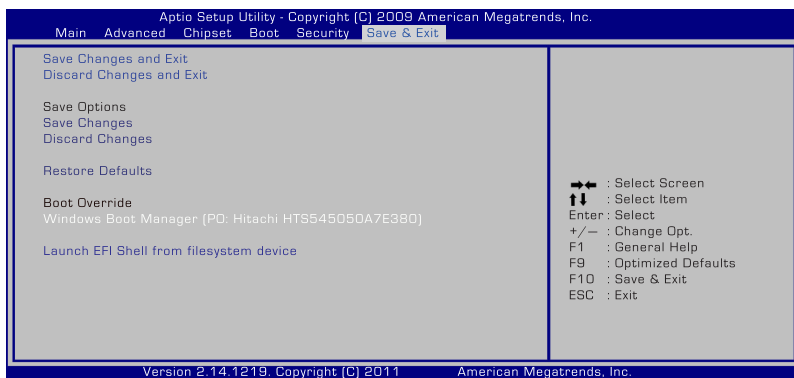 Aptio Setup Utility - Copyright (C) 2009 American Megatrends, Inc.
Main Advanced Chipset Boot Security Save & Exit
Save Changes and Exit
Discard Changes and Exit
Save Options
Save Changes
Discard Changes
Restore Defaults
Boot Override
Windows Boot Manager (P0: Hitachi HTS545050A7E380)
Launch EFI Shell from filesystem device
→← : Select Screen
↑↓ : Select Item
Enter : Select
+/— : Change Opt.
F1 : General Help
F9 : Optimized Defaults
F10 : Save & Exit
ESC : Exit
Version 2.14.1219. Copyright (C) 2011 American Megatrends, Inc.